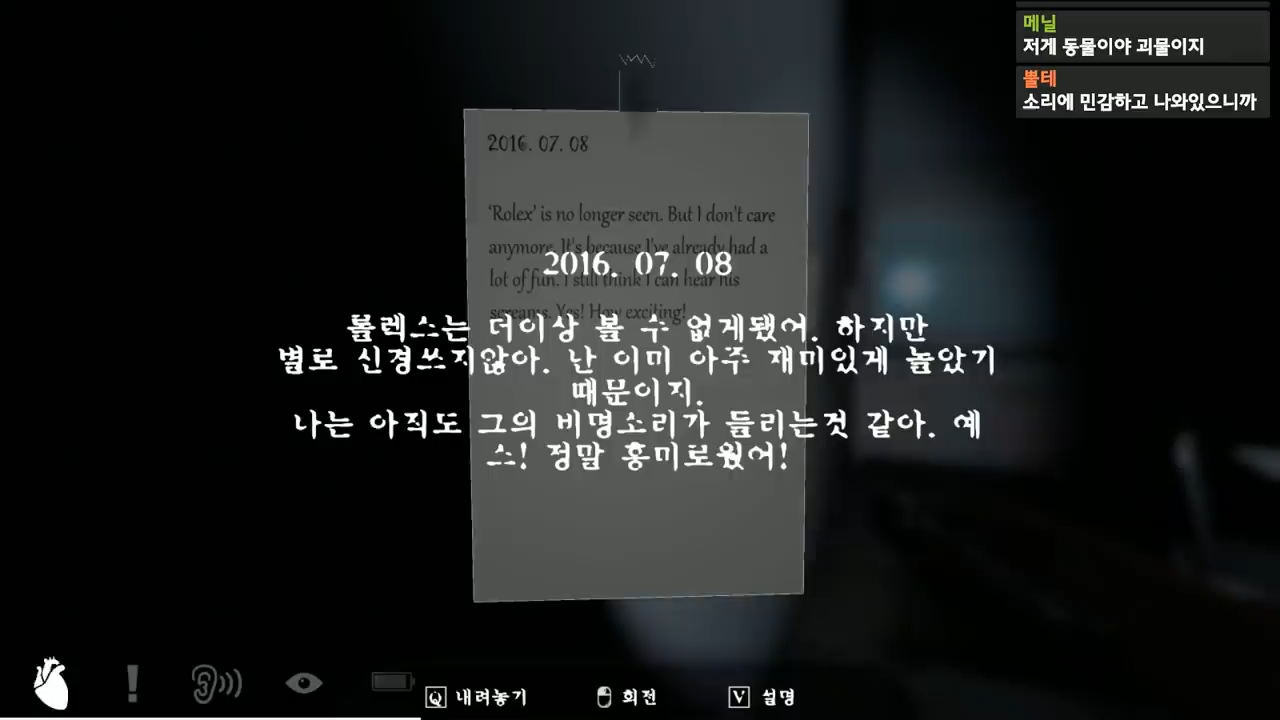 메닐
저게 동물이야 괴물이지
뽈테
소리에 민감하고 나와있으니까
2016. 07. 08
'Rolex' is no longer seen. But I don't care
anymore. It's because I've already had a
lot of fun. I still think I can hear his
screams. Yes! How exciting!
2016. 07. 08
롤렉스는 더이상 볼 수 없게됐어. 하지만
별로 신경쓰지않아. 난 이미 아주 재미있게 놀았기
때문이지.
나는 아직도 그의 비명소리가 들리는것 같아. 예
스! 정말 흥미로웠어!
Q 내려놓기
회전
V 설명